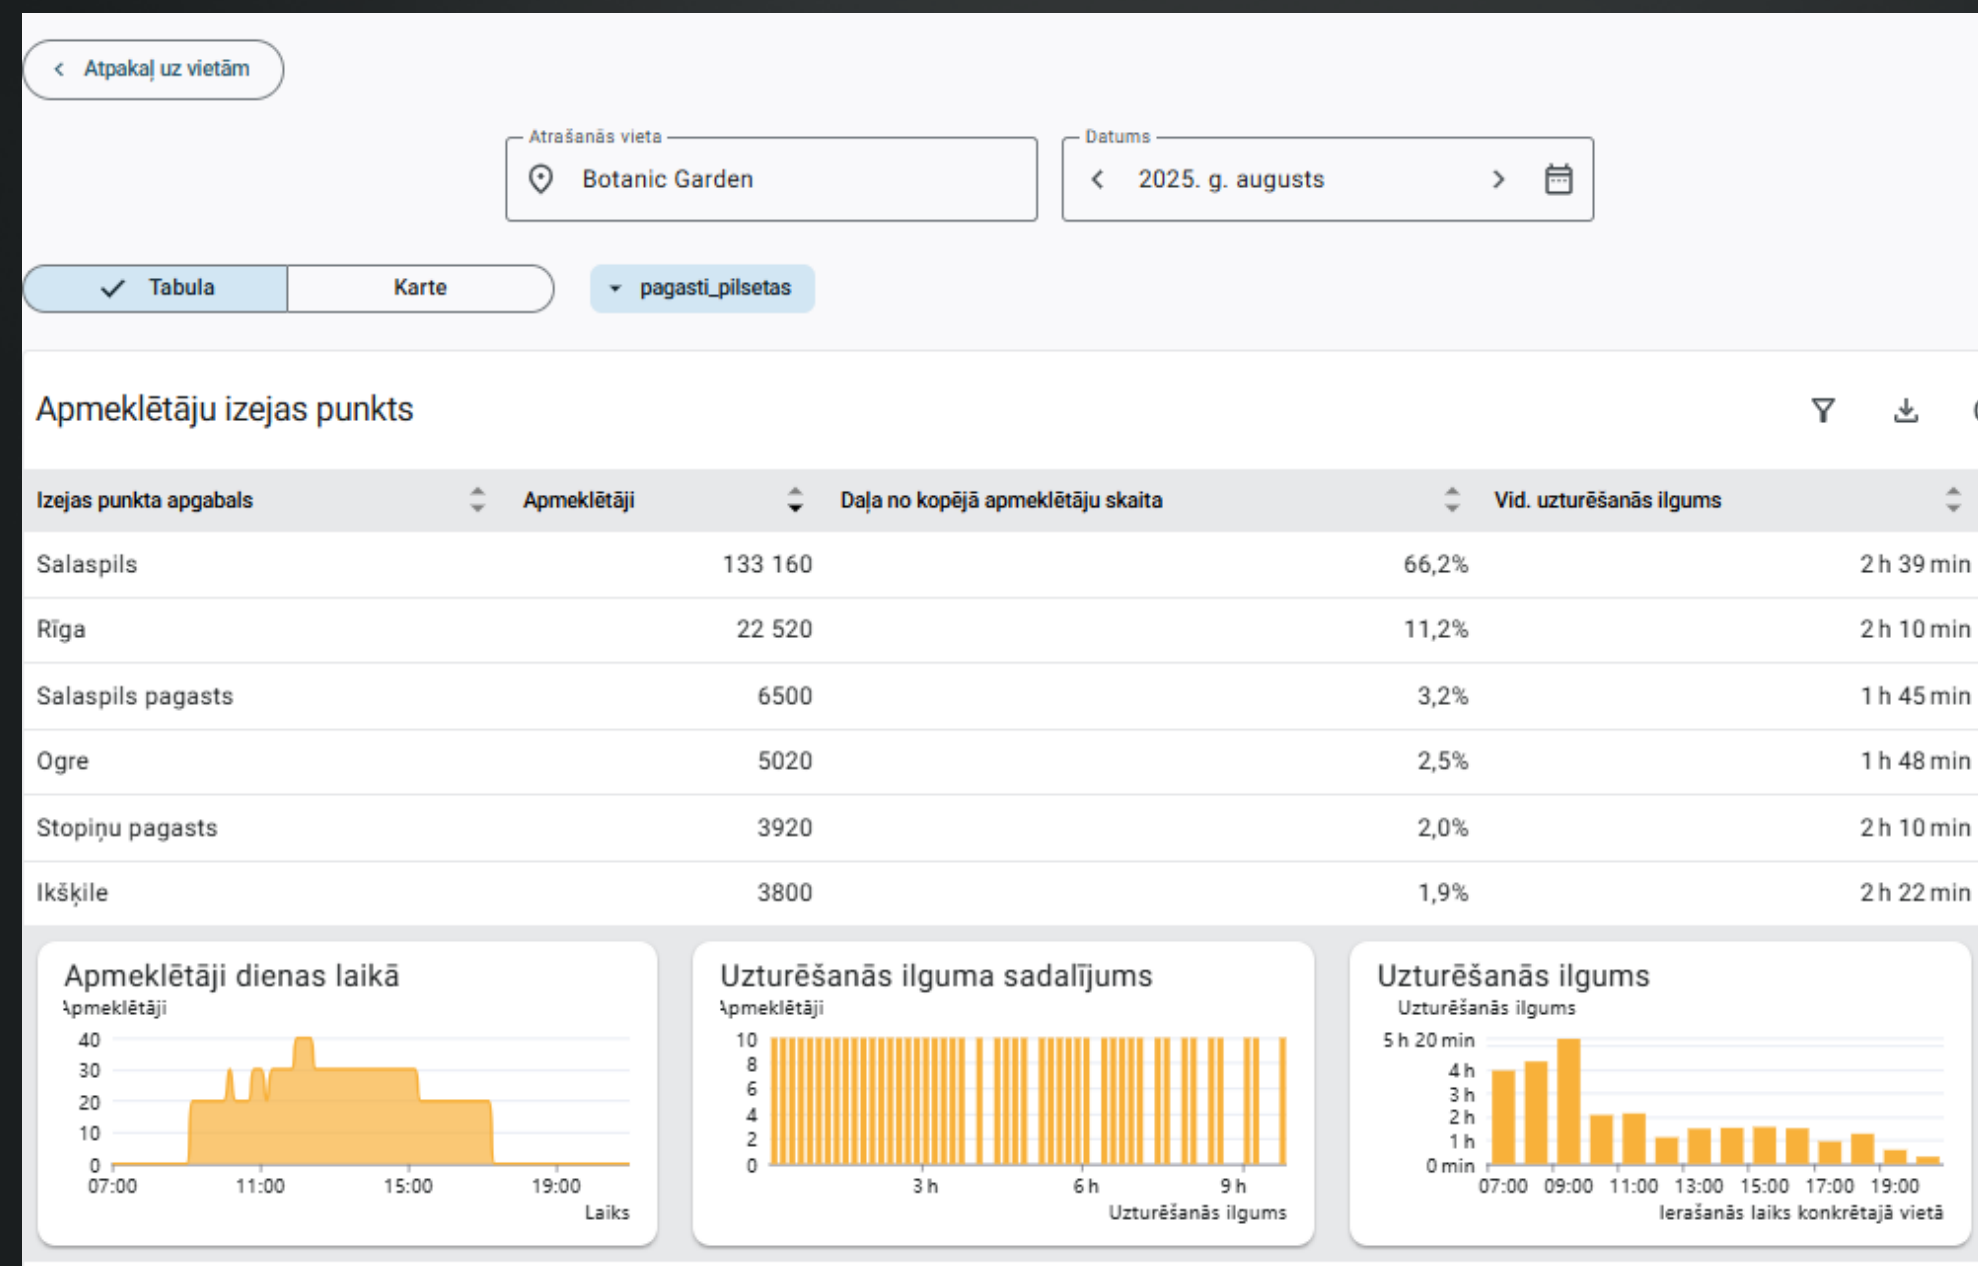 Atpakaļ uz vietām
Atrašanās vieta
Botanic Garden
Datums
2025. g. augusts
Tabula
Karte
pagasti_pilsetas
Apmeklētāju izejas punkts
Izejas punkta apgabals Apmeklētāji Daļa no kopējā apmeklētāju skaita Vid. uzturēšanās ilgums
Salaspils 133 160 66,2% 2 h 39 min
Rīga 22 520 11,2% 2 h 10 min
Salaspils pagasts 6500 3,2% 1 h 45 min
Ogre 5020 2,5% 1 h 48 min
Stopiņu pagasts 3920 2,0% 2 h 10 min
Ikšķile 3800 1,9% 2 h 22 min
Apmeklētāji dienas laikā
Apmeklētāji
40
30
20
10
0
07:00 11:00 15:00 19:00
Laiks
Uzturēšanās ilguma sadalījums
Apmeklētāji
10
8
6
4
2
0
3 h 6 h 9 h
Uzturēšanās ilgums
Uzturēšanās ilgums
Uzturēšanās ilgums
5 h 20 min
4 h
3 h
2 h
1 h
0 min
07:00 09:00 11:00 13:00 15:00 17:00 19:00
Ierašanās laiks konkrētajā vietā